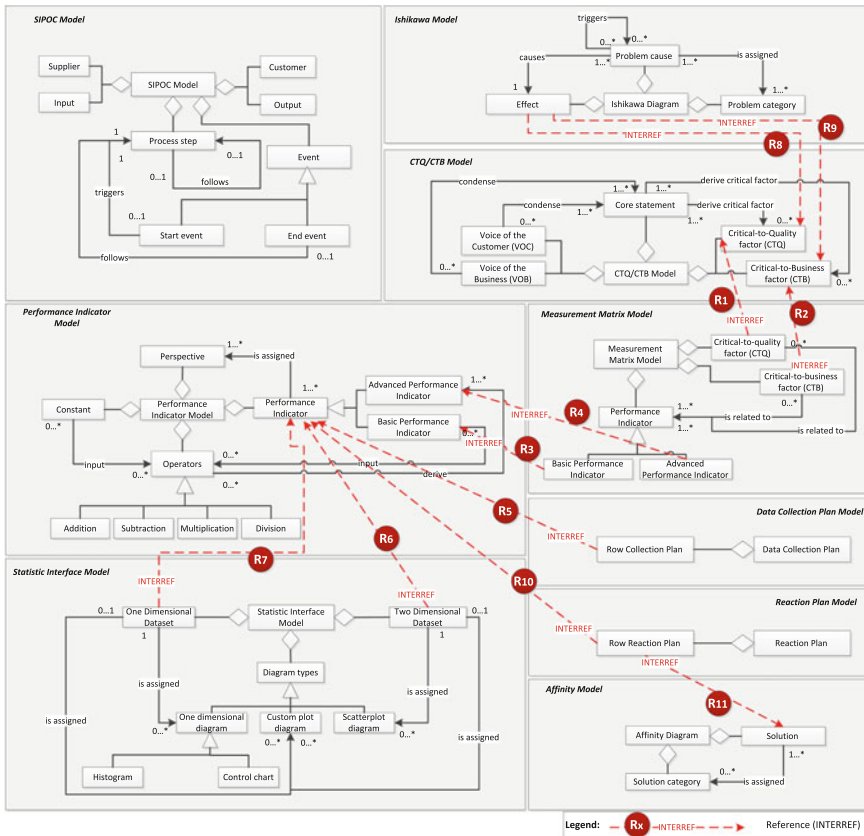 SIPOC Model
Supplier
Input
SIPOC Model
Customer
Output
1
1
Process step
0...1
0...1
follows
triggers
Event
0...1
Start event
End event
follows
0...1
Ishikawa Model
triggers
0...*
0...*
Problem cause
1...*
1...*
causes
is assigned
1
1...*
Effect
Ishikawa Diagram
Problem category
INTERREF
INTERREF
R8
R9
CTQ/CTB Model
condense
1...*
1...*
derive critical factor
condense
1...*
Core statement
derive critical factor
1...*
0...*
0...*
Voice of the
Customer (VOC)
Critical-to-Quality
factor (CTQ)
0...*
Voice of the
Business (VOB)
CTQ/CTB Model
Critical-to-Business
factor (CTB)
0...*
R1
R2
INTERREF
INTERREF
Performance Indicator
Model
Perspective
1...*
is assigned
1...*
Constant
0...*
Performance
Indicator Model
Performance
Indicator
Advanced Performance
Indicator
1...*
Basic Performance
Indicator
0...*
input
0...*
Operators
0...*
0...*
input
derive
Addition
Subtraction
Multiplication
Division
Measurement Matrix Model
Measurement
Matrix Model
Critical-to-quality
factor (CTQ)
0...*
Critical-to-business
factor (CTB)
0...*
Performance
Indicator
1...*
1...*
is related to
is related to
Basic Performance
Indicator
Advanced
Performance Indicator
INTERREF
R3
INTERREF
R4
R5
R6
R7
R10
Data Collection Plan Model
INTERREF
Row Collection Plan
Data Collection Plan
Reaction Plan Model
INTERREF
Row Reaction Plan
Reaction Plan
INTERREF
R11
Affinity Model
Affinity Diagram
Solution
1...*
0...*
Solution category
is assigned
Statistic Interface Model
INTERREF
INTERREF
0...1
One Dimensional
Dataset
1
Statistic Interface
Model
Two Dimensional
Dataset
0...1
1
Diagram types
is assigned
is assigned
is assigned
is assigned
0...*
One dimensional
diagram
Custom plot
diagram
0...*
0...*
Scatterplot
diagram
0...*
Histogram
Control chart
Legend:
Rx
INTERREF
Reference (INTERREF)